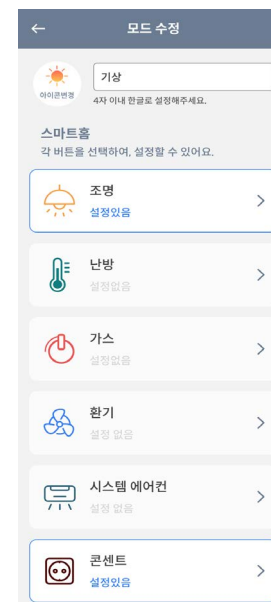 모드 수정
기상
아이콘변경
4자 이내 한글로 설정해주세요.
스마트홈
각 버튼을 선택하여, 설정할 수 있어요.
조명
설정있음
난방
설정없음
가스
설정없음
환기
설정 없음
시스템 에어컨
설정 없음
콘센트
설정있음